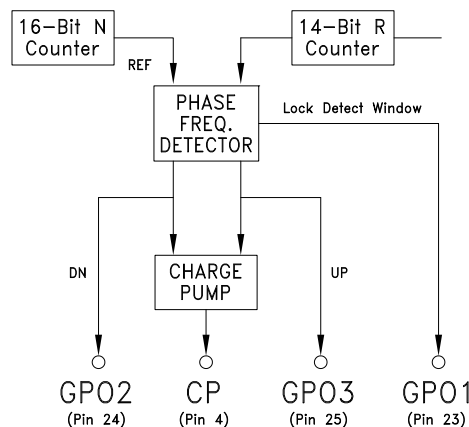 16-Bit N
Counter
14-Bit R
Counter
REF
PHASE
FREQ.
DETECTOR
Lock Detect Window
DN
CHARGE
PUMP
UP
GPO2
CP
GPO3
GPO1
(Pin 24)
(Pin 4)
(Pin 25)
(Pin 23)